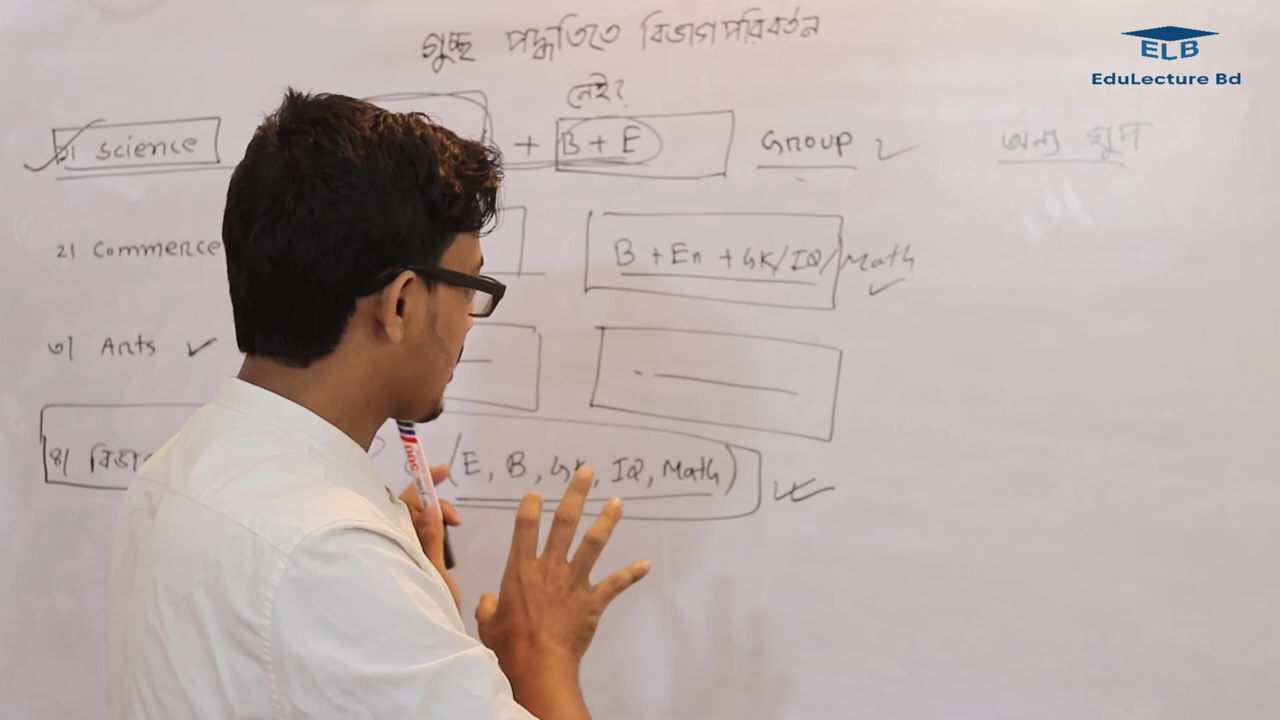 গুচ্ছ পদ্ধতিতে বিভাগ পরিবর্তন
নেই?
ELB
EduLecture Bd
১। Science + B + E Group
অন্য গ্রুপ
২। Commerce B + En + GK/IQ/Math
৩। Arts
৪। বিভা (E, B, GK, IQ, Math)